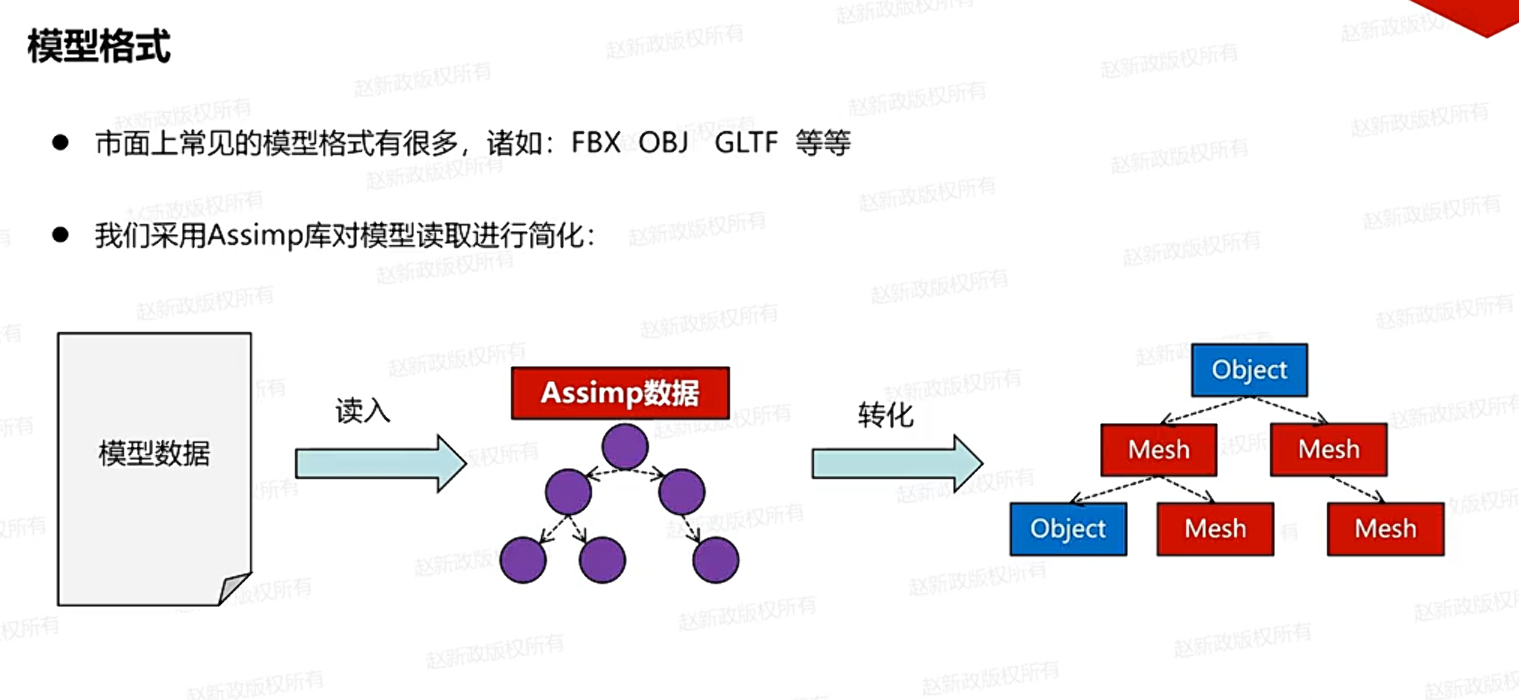 模型格式
● 市面上常见的模型格式有很多，诸如：FBX OBJ GLTF 等等
● 我们采用Assimp库对模型读取进行简化：
模型数据
读入
Assimp数据
转化
Object
Mesh Mesh
Object Mesh Mesh
赵新政版权所有